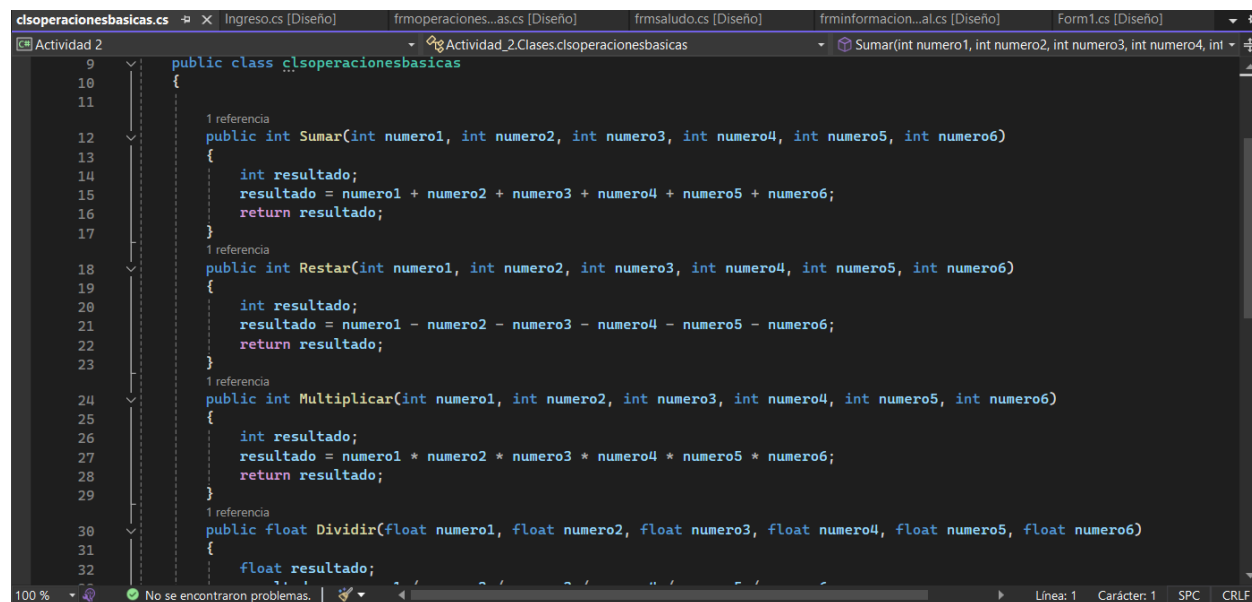 clsoperacionesbasicas.cs Ingreso.cs [Diseño] frmoperaciones...as.cs [Diseño] frmsaludo.cs [Diseño] frminformacion...al.cs [Diseño] Form1.cs [Diseño]
C# Actividad 2 Actividad_2.Clases.clsoperacionesbasicas Sumar(int numero1, int numero2, int numero3, int numero4, int
9 public class clsoperacionesbasicas
10 {
11
1 referencia
12 public int Sumar(int numero1, int numero2, int numero3, int numero4, int numero5, int numero6)
13 {
14 int resultado;
15 resultado = numero1 + numero2 + numero3 + numero4 + numero5 + numero6;
16 return resultado;
17 }
1 referencia
18 public int Restar(int numero1, int numero2, int numero3, int numero4, int numero5, int numero6)
19 {
20 int resultado;
21 resultado = numero1 - numero2 - numero3 - numero4 - numero5 - numero6;
22 return resultado;
23 }
1 referencia
24 public int Multiplicar(int numero1, int numero2, int numero3, int numero4, int numero5, int numero6)
25 {
26 int resultado;
27 resultado = numero1 * numero2 * numero3 * numero4 * numero5 * numero6;
28 return resultado;
29 }
1 referencia
30 public float Dividir(float numero1, float numero2, float numero3, float numero4, float numero5, float numero6)
31 {
32 float resultado;
100 % No se encontraron problemas. Línea: 1 Carácter: 1 SPC CRLF